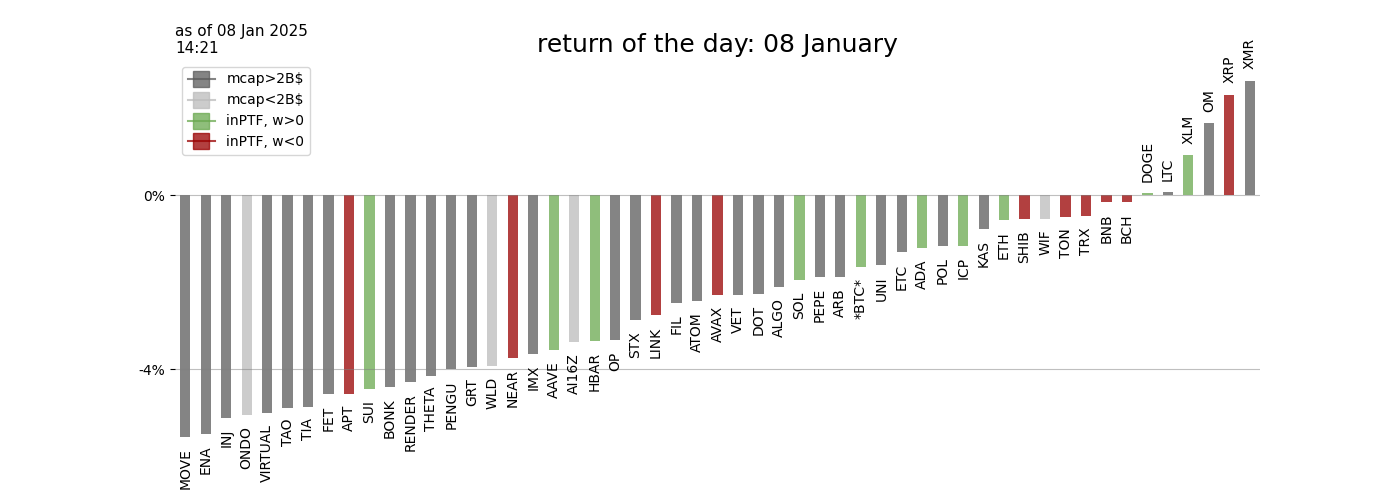 as of 08 Jan 2025
14:21
return of the day: 08 January
mcap>2B$
mcap<2B$
inPTF, w>0
inPTF, w<0
0%
-4%
MOVE
ENA
INJ
ONDO
VIRTUAL
TAO
TIA
FET
APT
SUI
BONK
RENDER
THETA
PENGU
GRT
WLD
NEAR
IMX
AAVE
AI16Z
HBAR
OP
STX
LINK
FIL
ATOM
AVAX
VET
DOT
ALGO
SOL
PEPE
ARB
*BTC*
UNI
ETC
ADA
POL
ICP
KAS
ETH
SHIB
WIF
TON
TRX
BNB
BCH
DOGE
LTC
XLM
OM
XRP
XMR